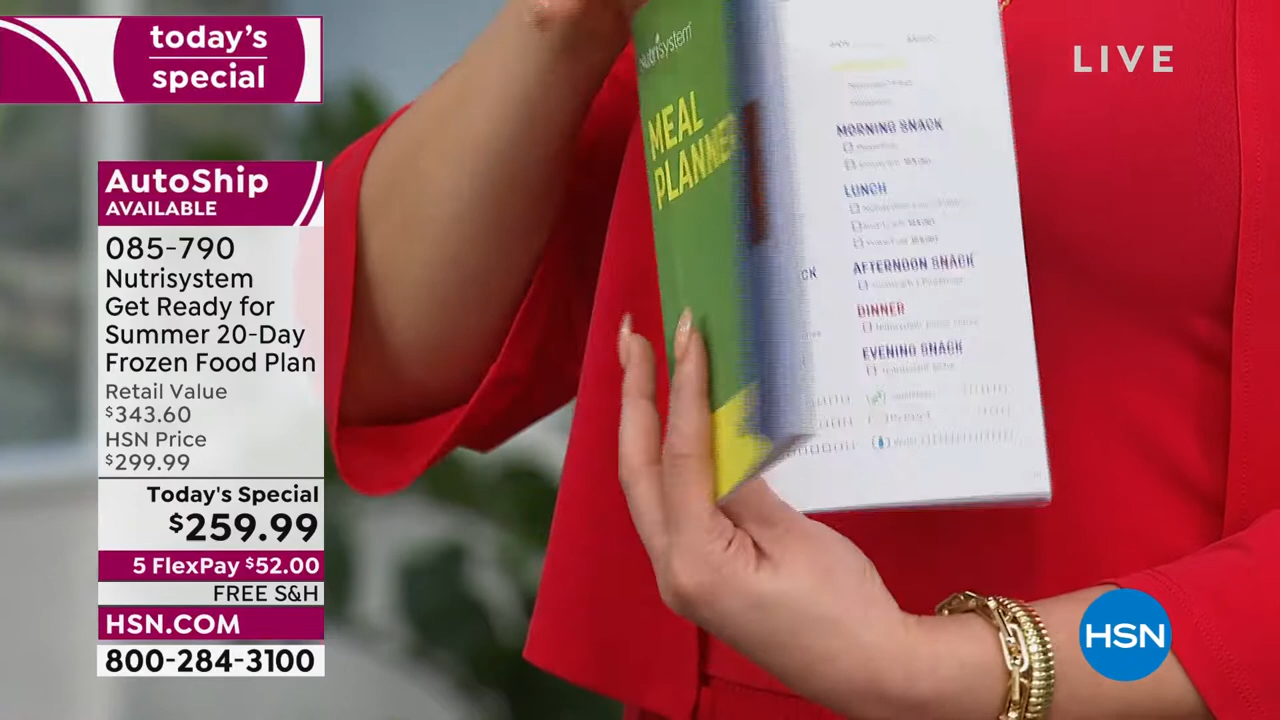 today's
special
LIVE
AutoShip
AVAILABLE
085-790
Nutrisystem
Get Ready for
Summer 20-Day
Frozen Food Plan
Retail Value
$343.60
HSN Price
$299.99
Today's Special
$259.99
5 FlexPay $52.00
FREE S&H
HSN.COM
800-284-3100
Nutrisystem
MEAL
PLANNER
MORNING SNACK
LUNCH
AFTERNOON SNACK
DINNER
EVENING SNACK
HSN